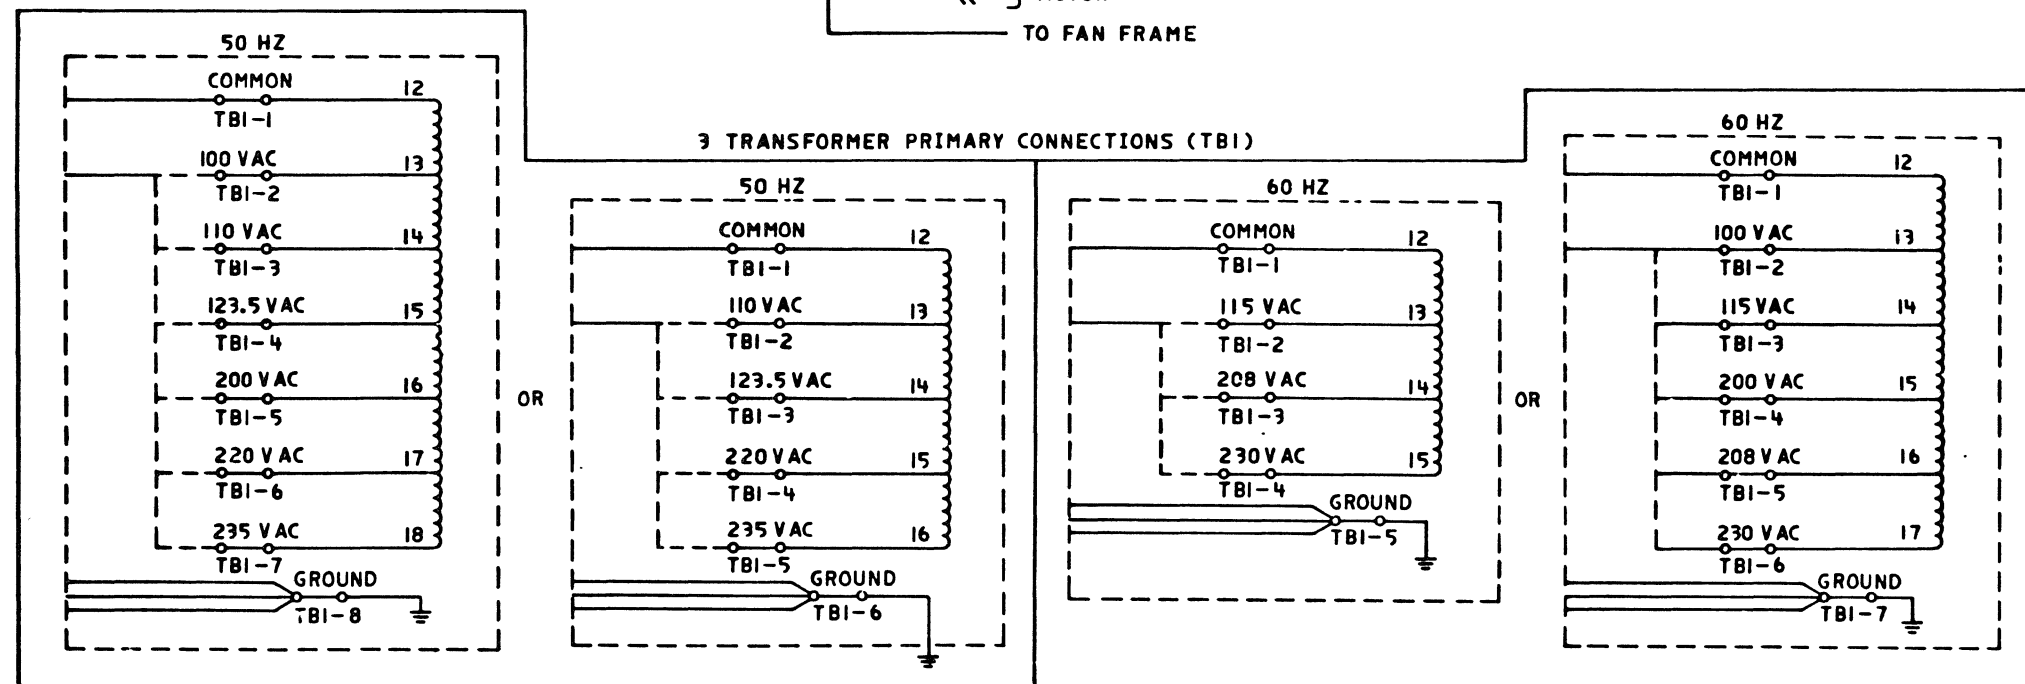 TO FAN FRAME
3 TRANSFORMER PRIMARY CONNECTIONS (TB1)
50 HZ
COMMON 12
TB1-1
100 VAC 13
TB1-2
110 VAC 14
TB1-3
123.5 VAC 15
TB1-4
200 VAC 16
TB1-5
220 VAC 17
TB1-6
235 VAC 18
TB1-7
GROUND
TB1-8
OR
50 HZ
COMMON 12
TB1-1
110 VAC 13
TB1-2
123.5 VAC 14
TB1-3
220 VAC 15
TB1-4
235 VAC 16
TB1-5
GROUND
TB1-6
60 HZ
COMMON 12
TB1-1
115 VAC 13
TB1-2
208 VAC 14
TB1-3
230 VAC 15
TB1-4
GROUND
TB1-5
OR
60 HZ
COMMON 12
TB1-1
100 VAC 13
TB1-2
115 VAC 14
TB1-3
200 VAC 15
TB1-4
208 VAC 16
TB1-5
230 VAC 17
TB1-6
GROUND
TB1-7